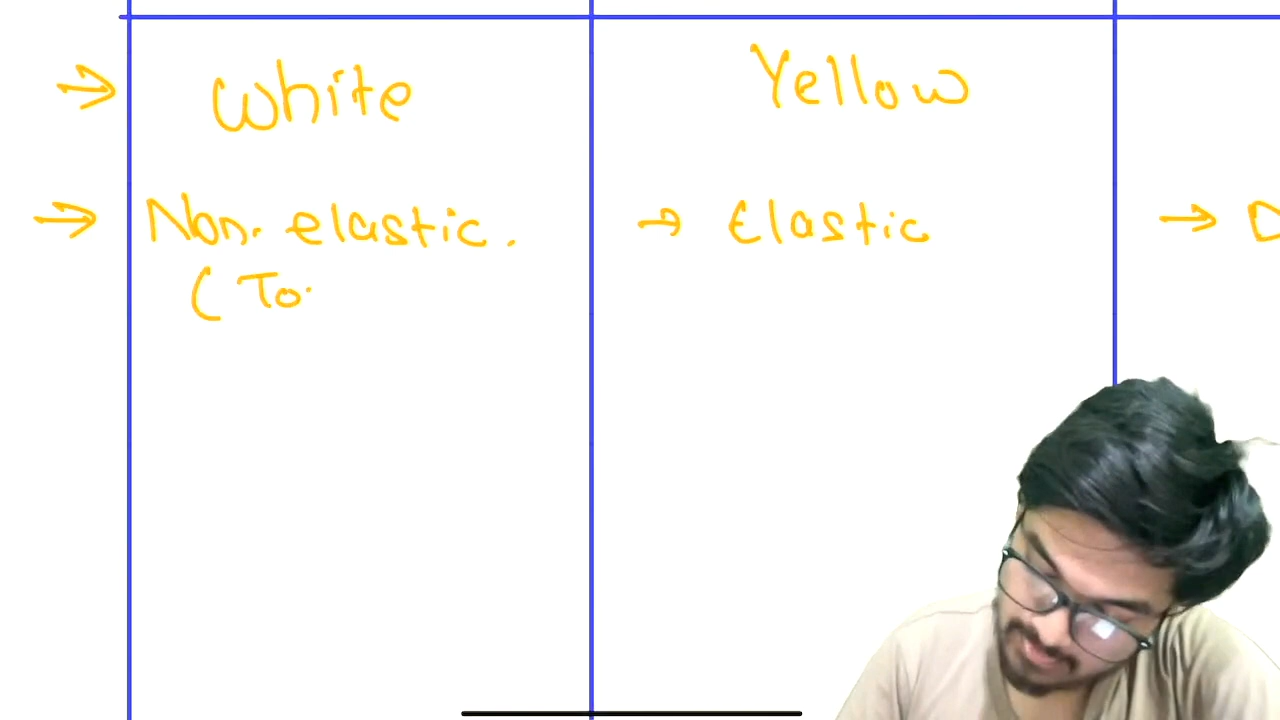 → White Yellow
→ Non. elastic. → Elastic →
(To.